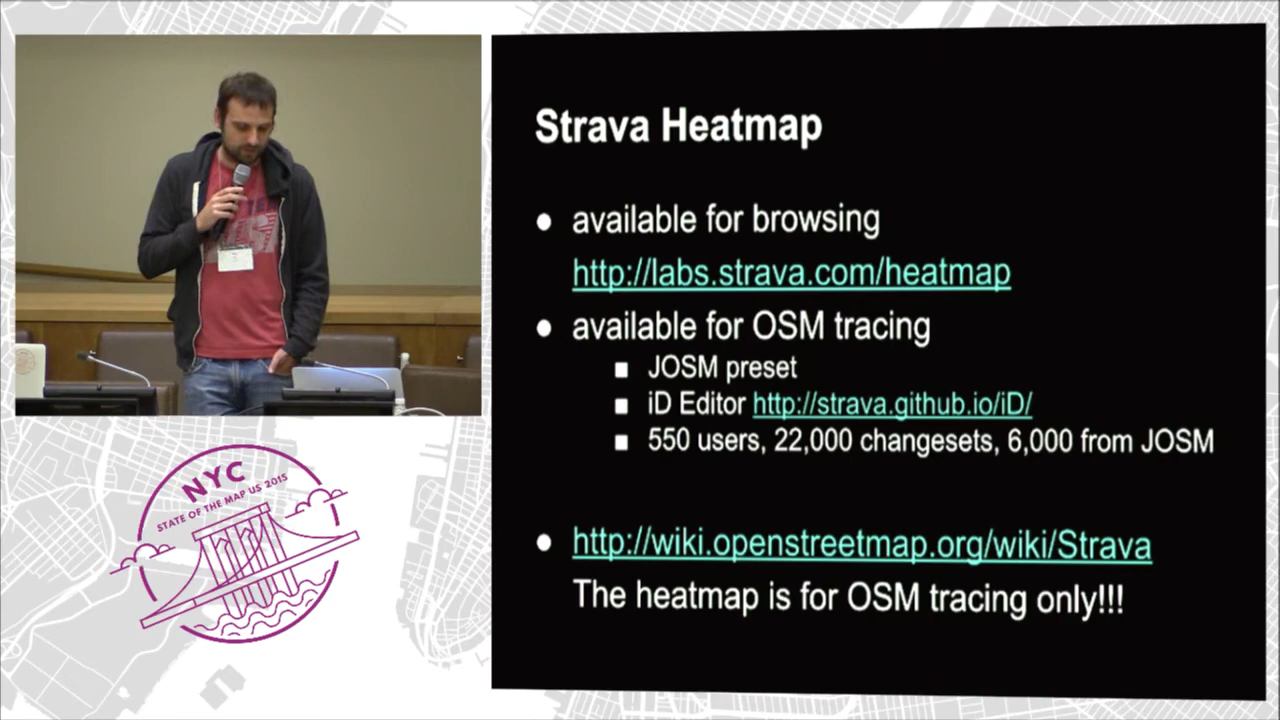 Strava Heatmap
● available for browsing
http://labs.strava.com/heatmap
● available for OSM tracing
■ JOSM preset
■ iD Editor http://strava.github.io/iD/
■ 550 users, 22,000 changesets, 6,000 from JOSM
● http://wiki.openstreetmap.org/wiki/Strava
The heatmap is for OSM tracing only!!!
NYC
STATE OF THE MAP US 2015